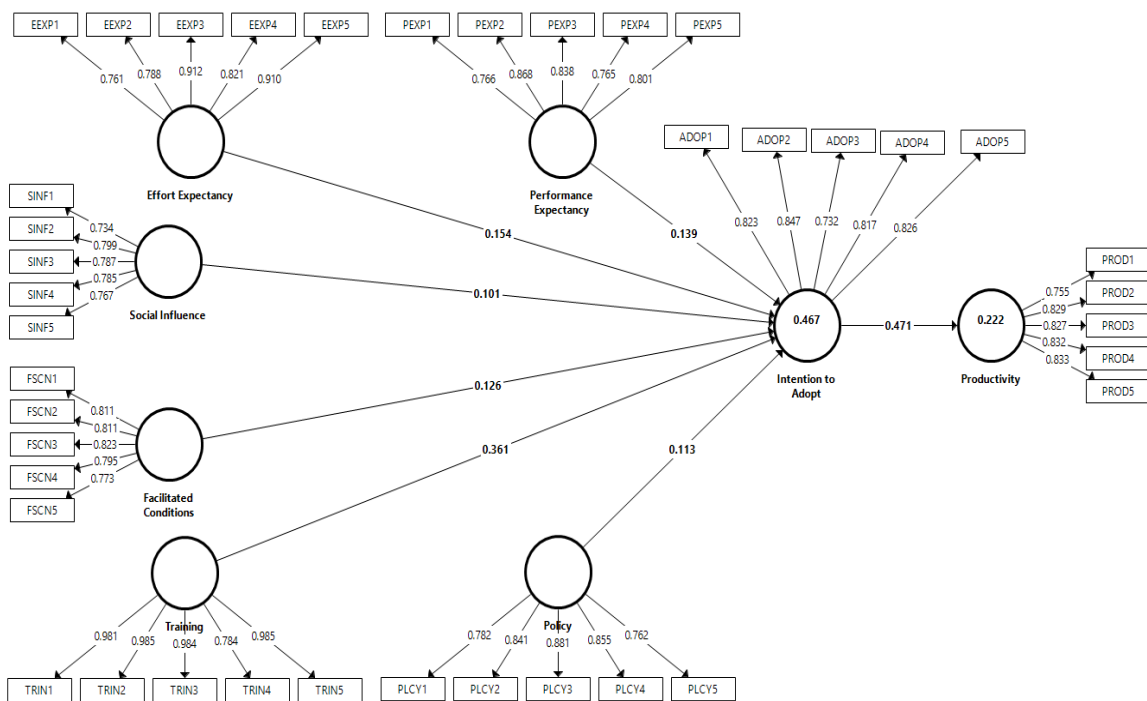 EEXP1 EEXP2 EEXP3 EEXP4 EEXP5
0.761 0.788 0.912 0.821 0.910
Effort Expectancy
PEXP1 PEXP2 PEXP3 PEXP4 PEXP5
0.766 0.868 0.838 0.765 0.801
Performance
Expectancy
ADOP1 ADOP2 ADOP3 ADOP4 ADOP5
0.823 0.847 0.732 0.817 0.826
SINF1
SINF2
SINF3
SINF4
SINF5
0.734
0.799
0.787
0.785
0.767
Social Influence
0.154
0.139
0.101
0.126
0.361
0.113
0.467
Intention to
Adopt
0.471
0.222
Productivity
PROD1
PROD2
PROD3
PROD4
PROD5
0.755
0.829
0.827
0.832
0.833
FSCN1
FSCN2
FSCN3
FSCN4
FSCN5
0.811
0.811
0.823
0.795
0.773
Facilitated
Conditions
Training
0.981 0.985 0.984 0.784 0.985
TRIN1 TRIN2 TRIN3 TRIN4 TRIN5
Policy
0.782 0.841 0.881 0.855 0.762
PLCY1 PLCY2 PLCY3 PLCY4 PLCY5